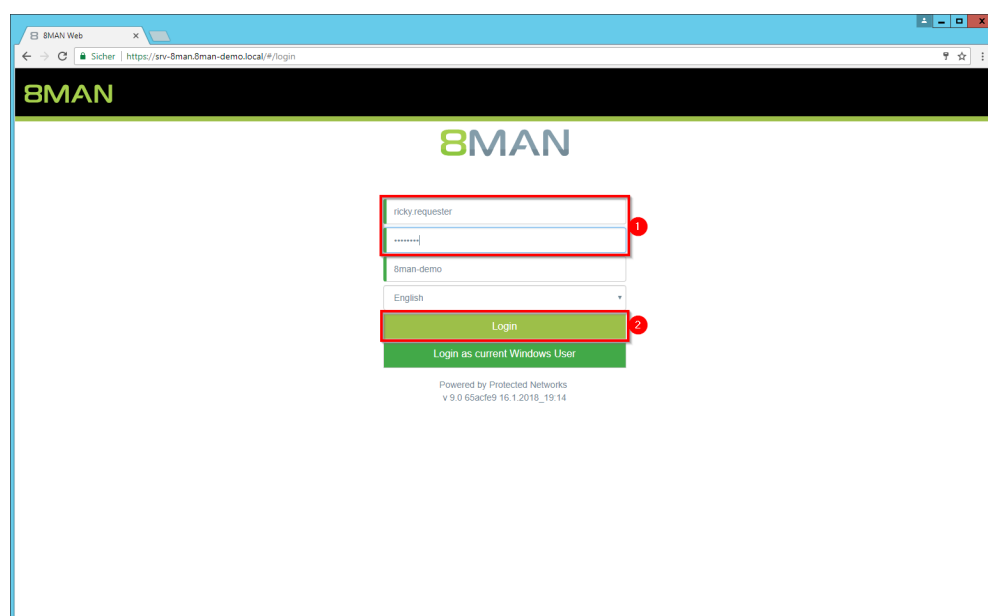 8MAN Web
Sicher | https://srv-8man.8man-demo.local/#/login
8MAN
8MAN
ricky.requester
1
••••••••
8man-demo
English
Login
2
Login as current Windows User
Powered by Protected Networks
v 9.0 65acfe9 16.1.2018_19:14